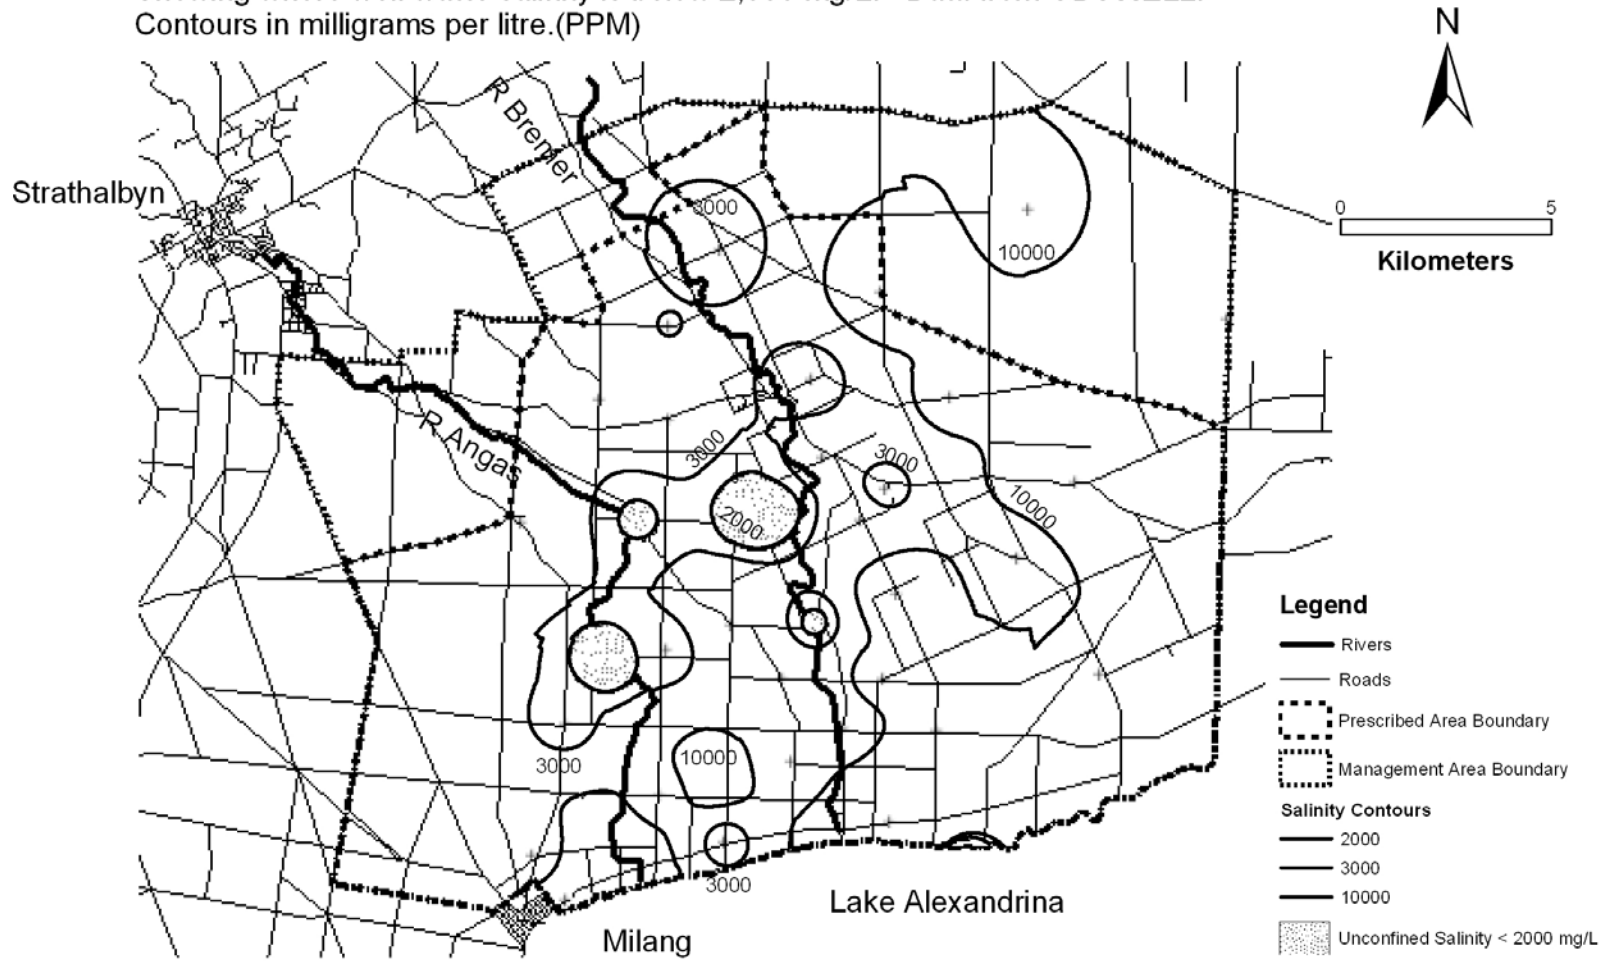 Contours in milligrams per litre.(PPM)
N
R Bremer
Strathalbyn
3000
0 5
10000
Kilometers
R Angas
3000
3000
10000
2000
Legend
Rivers
Roads
Prescribed Area Boundary
Management Area Boundary
10000
3000
Salinity Contours
2000
3000
10000
3000
Lake Alexandrina
Milang
Unconfined Salinity < 2000 mg/L